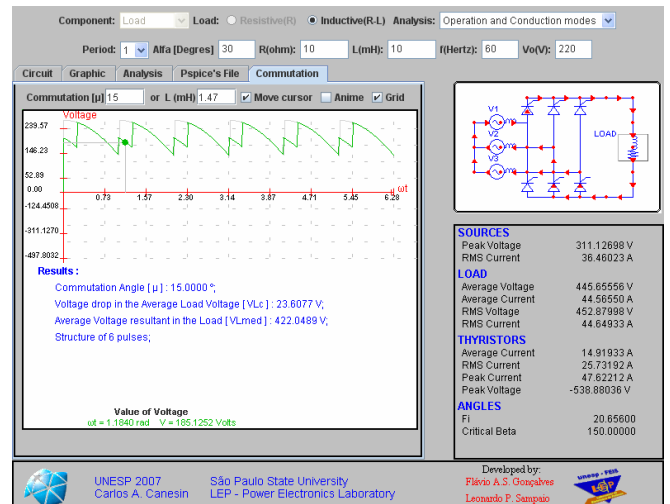 Component: Load Load: Resistive(R) Inductive(R-L) Analysis: Operation and Conduction modes
Period: 1 Alfa [Degres] 30 R(ohm): 10 L(mH): 10 f(Hertz): 60 Vo(V): 220
Circuit Graphic Analysis Pspice's File Commutation
Commutation [µ] 15 or L (mH) 1.47 Move cursor Anime Grid
Voltage
239.57
146.23
52.89
0.00
ωt
0.73 1.57 2.30 3.14 3.87 4.71 5.45 6.28
-124.4508
-311.1270
-497.8032
Results :
Commutation Angle [ µ ] : 15.0000 º;
Voltage drop in the Average Load Voltage [ VLc ] : 23.6077 V;
Average Voltage resultant in the Load [ VLmed ] : 422.0489 V;
Structure of 6 pulses;
Value of Voltage
ωt = 1.1840 rad V = 185.1252 Volts
V1
V2
V3
LOAD
SOURCES
Peak Voltage 311.12698 V
RMS Current 36.46023 A
LOAD
Average Voltage 445.65556 V
Average Current 44.56550 A
RMS Voltage 452.87998 V
RMS Current 44.64933 A
THYRISTORS
Average Current 14.91933 A
RMS Current 25.73192 A
Peak Current 47.62212 A
Peak Voltage -538.88036 V
ANGLES
Fi 20.65600
Critical Beta 150.00000
UNESP 2007 São Paulo State University
Carlos A. Canesin LEP - Power Electronics Laboratory
Developed by:
Flávio A.S. Gonçalves
Leonardo P. Sampaio
unesp - FEIS
LEP